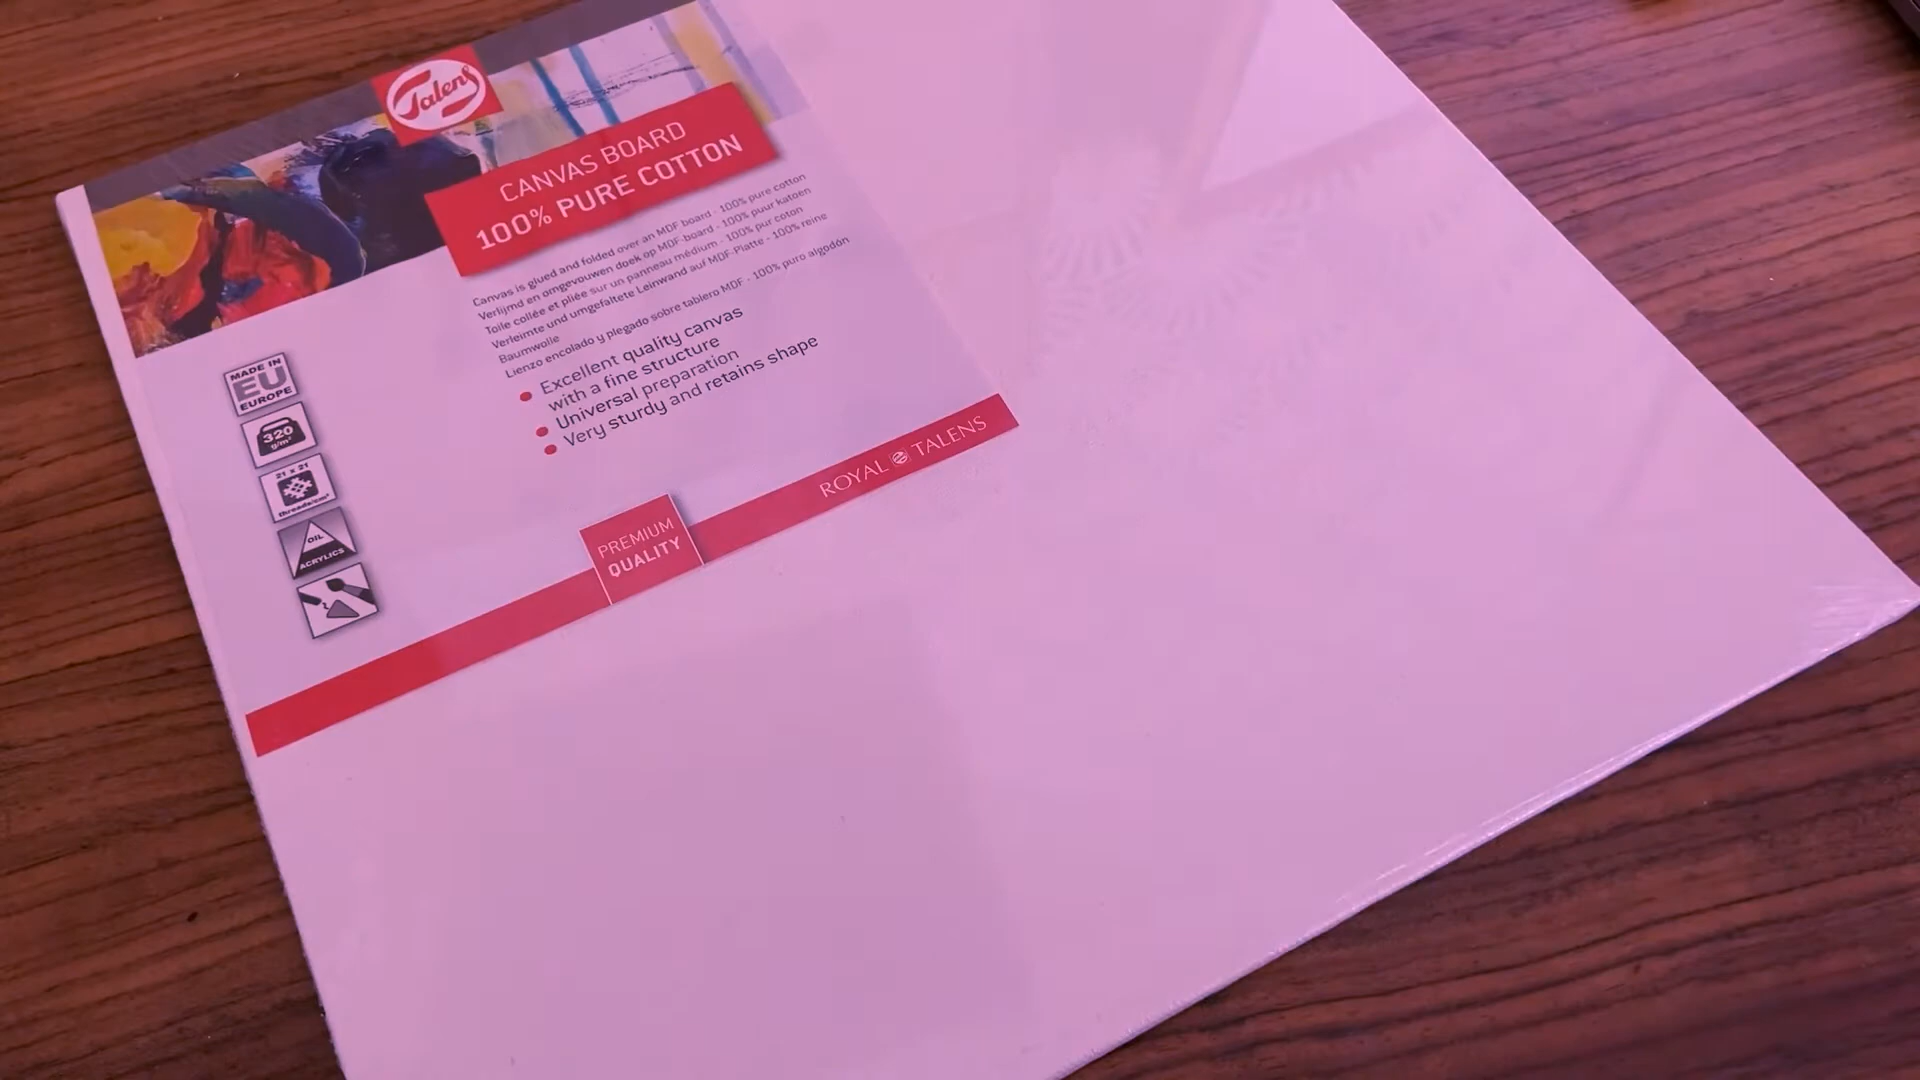 Talens
CANVAS BOARD
100% PURE COTTON
Canvas is glued and folded over an MDF board - 100% pure cotton
Verlijmd en omgevouwen doek op MDF-board - 100% puur katoen
Toile collée et pliée sur un panneau médium - 100% pur coton
Verleimte und umgefaltete Leinwand auf MDF-Platte - 100% reine
Baumwolle
Lienzo encolado y plegado sobre tablero MDF - 100% puro algodón
Excellent quality canvas
with a fine structure
Universal preparation
Very sturdy and retains shape
MADE IN
EU
EUROPE
320
g/m²
21 x 21
threads/cm²
OIL
ACRYLICS
ROYAL TALENS
PREMIUM
QUALITY